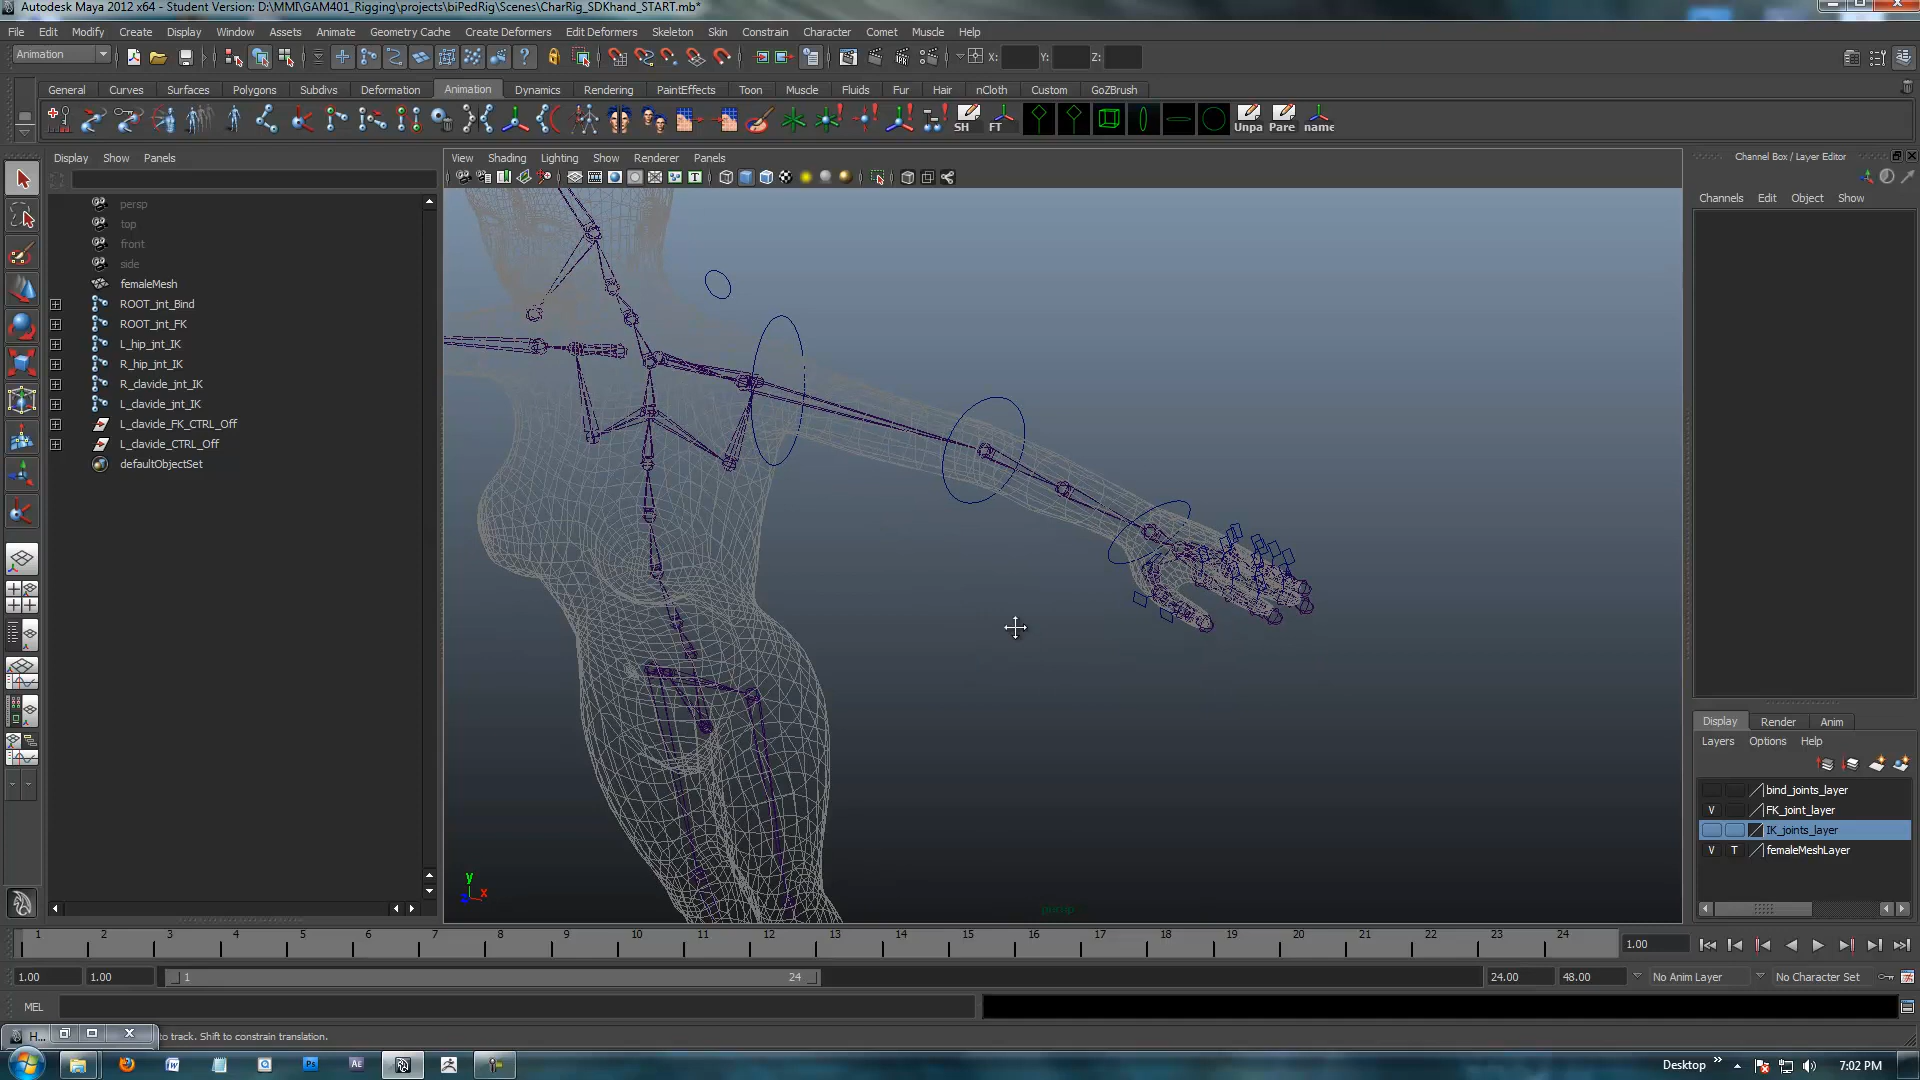 Autodesk Maya 2012 x64 - Student Version: D:\MMI\GAM401_Rigging\projects\biPedRig\Scenes\CharRig_SDKhand_START.mb*
File Edit Modify Create Display Window Assets Animate Geometry Cache Create Deformers Edit Deformers Skeleton Skin Constrain Character Comet Muscle Help
Animation X: Y: Z:
General Curves Surfaces Polygons Subdivs Deformation Animation Dynamics Rendering PaintEffects Toon Muscle Fluids Fur Hair nCloth Custom GoZBrush
SH FT Unpa Pare name
Display Show Panels
View Shading Lighting Show Renderer Panels
Channel Box / Layer Editor
Channels Edit Object Show
persp
top
front
side
femaleMesh
ROOT_jnt_Bind
ROOT_jnt_FK
L_hip_jnt_IK
R_hip_jnt_IK
R_clavicle_jnt_IK
L_clavicle_jnt_IK
L_clavicle_FK_CTRL_Off
L_clavicle_CTRL_Off
defaultObjectSet
y
x
z
persp
Display Render Anim
Layers Options Help
bind_joints_layer
V FK_joint_layer
IK_joints_layer
V T femaleMeshLayer
1 2 3 4 5 6 7 8 9 10 11 12 13 14 15 16 17 18 19 20 21 22 23 24 1.00
1.00 1.00 1 24 24.00 48.00 No Anim Layer No Character Set
MEL
H... to track. Shift to constrain translation.
Desktop 7:02 PM